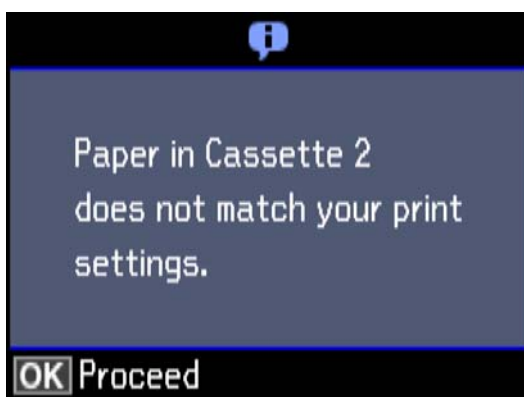 Paper in Cassette 2
does not match your print
settings.
OK Proceed